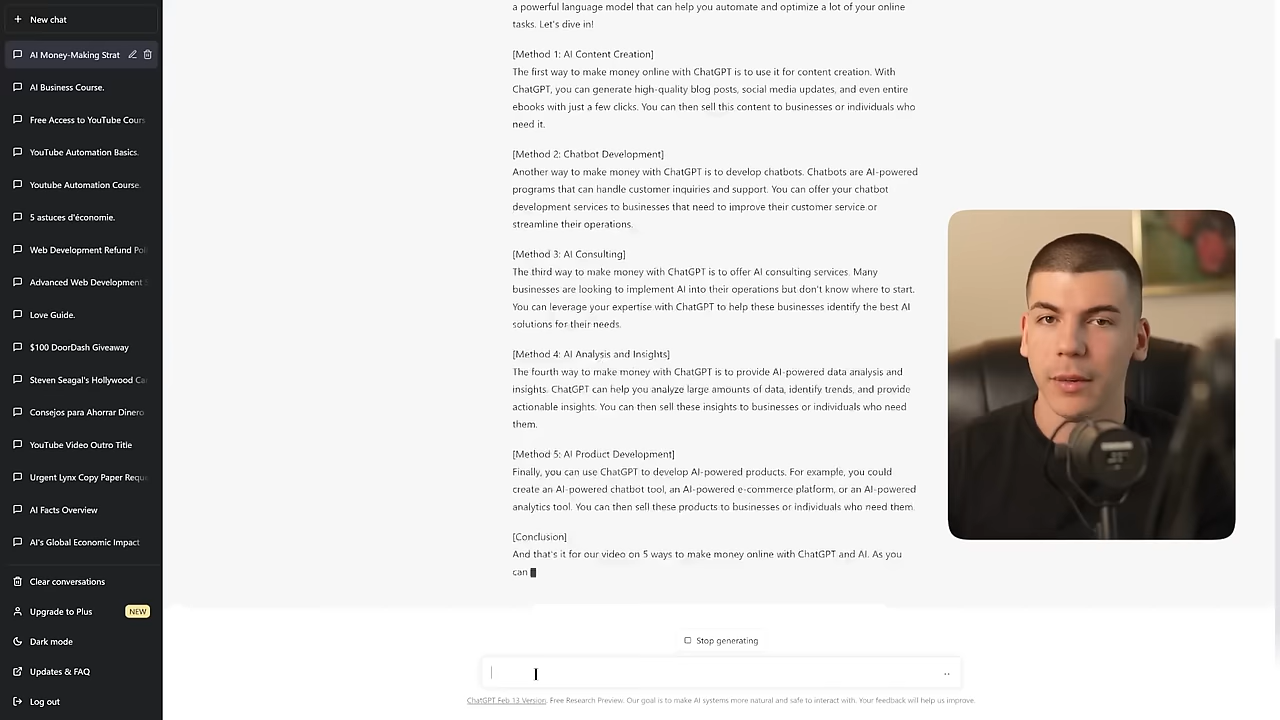 New chat
AI Money-Making Strat
AI Business Course.
Free Access to YouTube Cours
YouTube Automation Basics.
Youtube Automation Course.
5 astuces d'économie.
Web Development Refund Pol
Advanced Web Development S
Love Guide.
$100 DoorDash Giveaway
Steven Seagal's Hollywood Ca
Consejos para Ahorrar Dinero
YouTube Video Outro Title
Urgent Lynx Copy Paper Requ
AI Facts Overview
AI's Global Economic Impact
Clear conversations
Upgrade to Plus NEW
Dark mode
Updates & FAQ
Log out
a powerful language model that can help you automate and optimize a lot of your online
tasks. Let's dive in!
[Method 1: AI Content Creation]
The first way to make money online with ChatGPT is to use it for content creation. With
ChatGPT, you can generate high-quality blog posts, social media updates, and even entire
ebooks with just a few clicks. You can then sell this content to businesses or individuals who
need it.
[Method 2: Chatbot Development]
Another way to make money with ChatGPT is to develop chatbots. Chatbots are AI-powered
programs that can handle customer inquiries and support. You can offer your chatbot
development services to businesses that need to improve their customer service or
streamline their operations.
[Method 3: AI Consulting]
The third way to make money with ChatGPT is to offer AI consulting services. Many
businesses are looking to implement AI into their operations but don't know where to start.
You can leverage your expertise with ChatGPT to help these businesses identify the best AI
solutions for their needs.
[Method 4: AI Analysis and Insights]
The fourth way to make money with ChatGPT is to provide AI-powered data analysis and
insights. ChatGPT can help you analyze large amounts of data, identify trends, and provide
actionable insights. You can then sell these insights to businesses or individuals who need
them.
[Method 5: AI Product Development]
Finally, you can use ChatGPT to develop AI-powered products. For example, you could
create an AI-powered chatbot tool, an AI-powered e-commerce platform, or an AI-powered
analytics tool. You can then sell these products to businesses or individuals who need them.
[Conclusion]
And that's it for our video on 5 ways to make money online with ChatGPT and AI. As you
can
Stop generating
ChatGPT Feb 13 Version. Free Research Preview. Our goal is to make AI systems more natural and safe to interact with. Your feedback will help us improve.